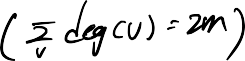 ( Σ_v deg(v) = 2m )